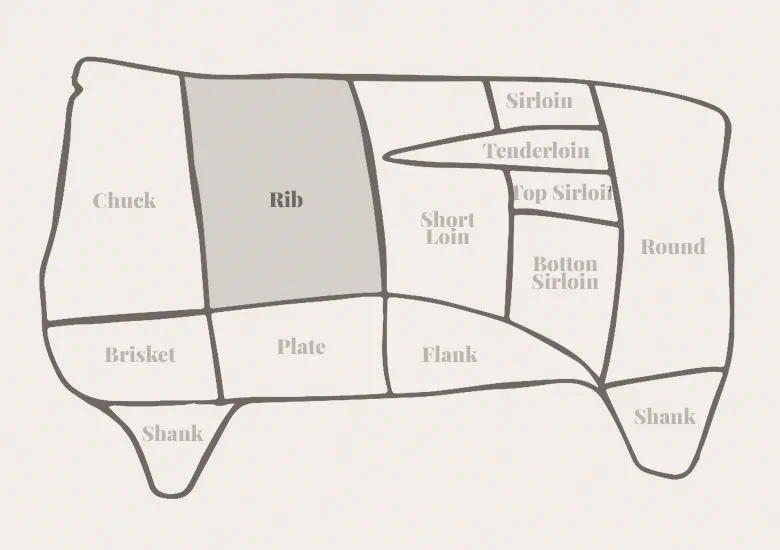 Sirloin
Tenderloin
Top Sirloin
Chuck
Rib
Short
Loin
Round
Botton
Sirloin
Brisket
Plate
Flank
Shank
Shank